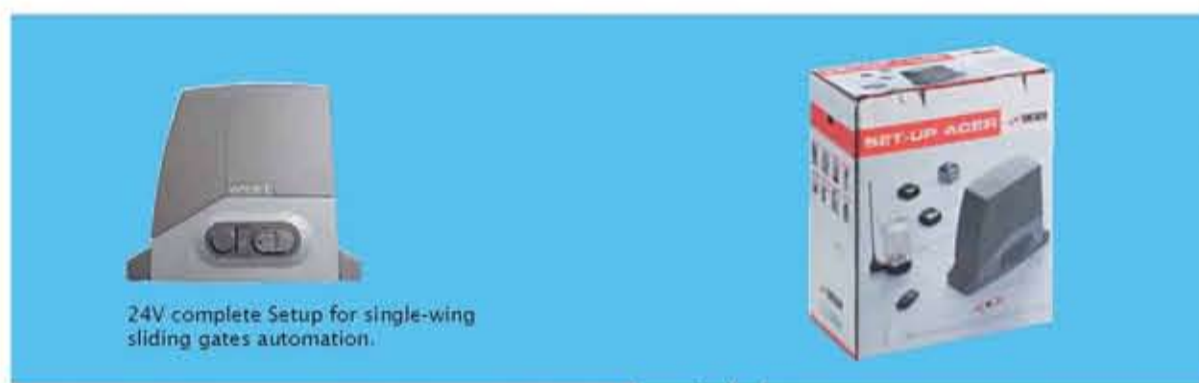 24V complete Setup for single-wing
sliding gates automation.
SET-UP ACER